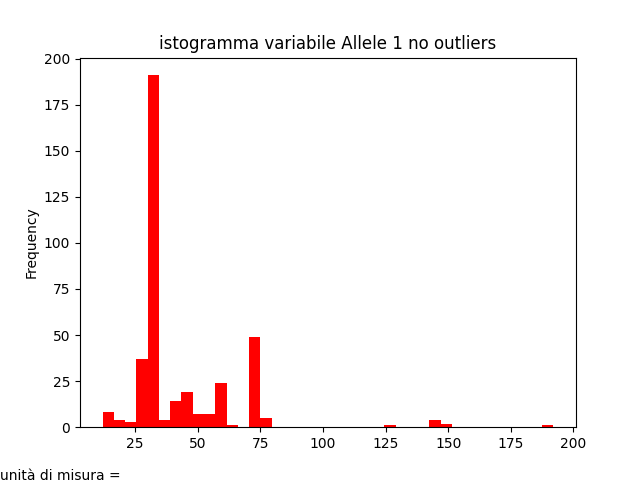 istogramma variabile Allele 1 no outliers
200
175
150
125
100
75
50
25
0
Frequency
25 50 75 100 125 150 175 200
unità di misura =